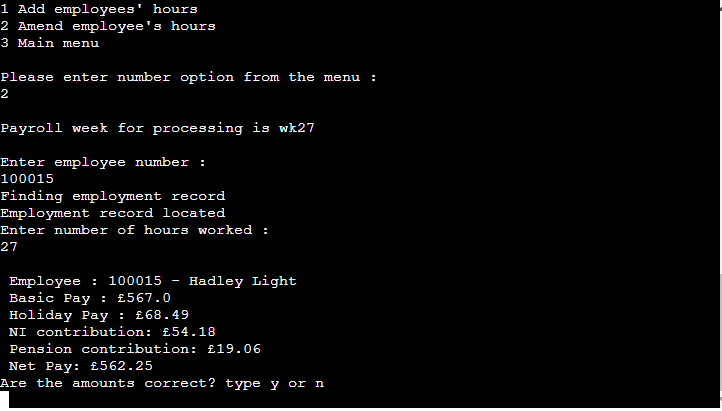 1 Add employees' hours
2 Amend employee's hours
3 Main menu
Please enter number option from the menu :
2
Payroll week for processing is wk27
Enter employee number :
100015
Finding employment record
Employment record located
Enter number of hours worked :
27
Employee : 100015 - Hadley Light
Basic Pay : £567.0
Holiday Pay : £68.49
NI contribution: £54.18
Pension contribution: £19.06
Net Pay: £562.25
Are the amounts correct? type y or n